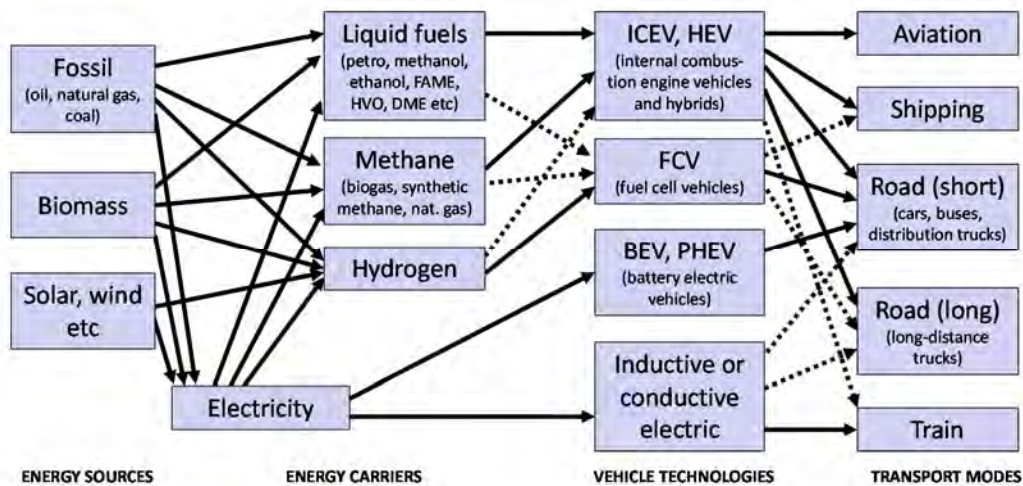 Fossil
(oil, natural gas,
coal)
Biomass
Solar, wind
etc
Liquid fuels
(petro, methanol,
ethanol, FAME,
HVO, DME etc)
Methane
(biogas, synthetic
methane, nat. gas)
Hydrogen
Electricity
ICEV, HEV
(internal combus-
tion engine vehicles
and hybrids)
FCV
(fuel cell vehicles)
BEV, PHEV
(battery electric
vehicles)
Inductive or
conductive
electric
Aviation
Shipping
Road (short)
(cars, buses,
distribution trucks)
Road (long)
(long-distance
trucks)
Train
ENERGY SOURCES
ENERGY CARRIERS
VEHICLE TECHNOLOGIES
TRANSPORT MODES